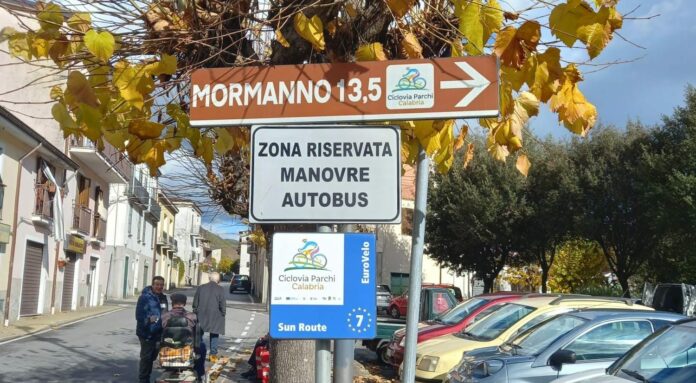 MORMANNO 13,5
Ciclovia Parchi
Calabria
ZONA RISERVATA
MANOVRE
AUTOBUS
Ciclovia Parchi
Calabria
EuroVelo
Sun Route
7